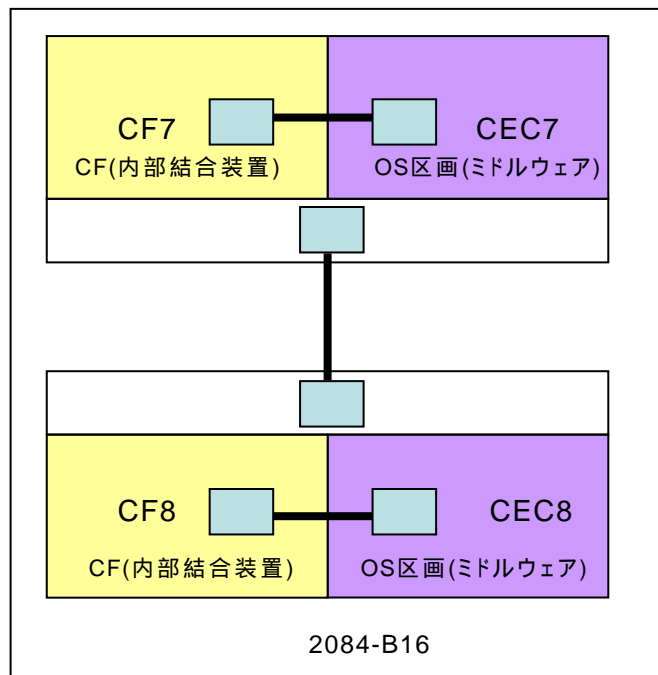 CF7
CEC7
CF(内部結合装置)
OS区画(ミドルウェア)
CF8
CEC8
CF(内部結合装置)
OS区画(ミドルウェア)
2084-B16